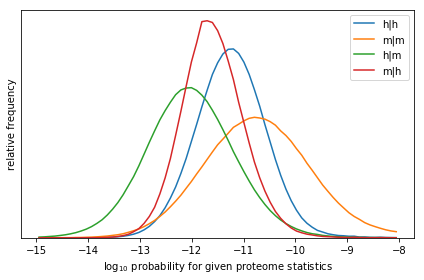 h|h
m|m
h|m
m|h
relative frequency
−15 −14 −13 −12 −11 −10 −9 −8
log₁₀ probability for given proteome statistics